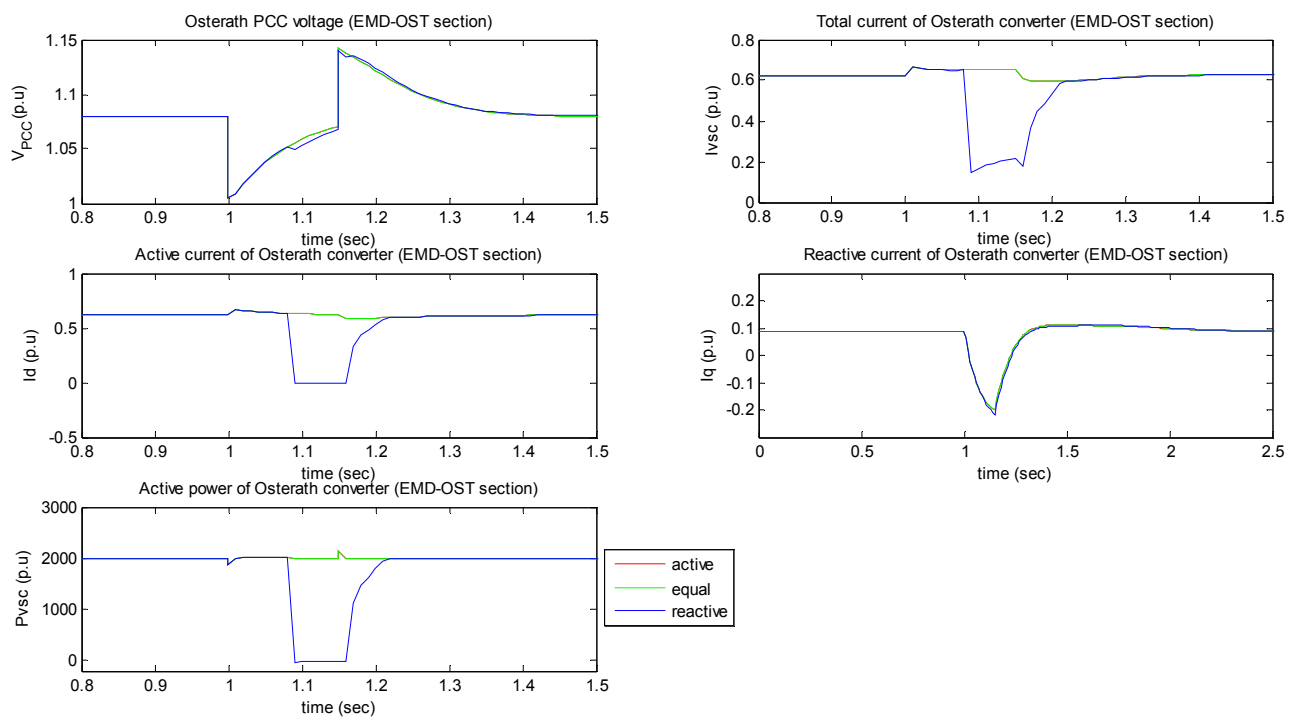 Osterath PCC voltage (EMD-OST section)
1.15
1.1
1.05
1
V_PCC (p.u)
0.8 0.9 1 1.1 1.2 1.3 1.4 1.5
time (sec)
Total current of Osterath converter (EMD-OST section)
0.8
0.6
0.4
0.2
0
Ivsc (p.u)
0.8 0.9 1 1.1 1.2 1.3 1.4 1.5
time (sec)
Active current of Osterath converter (EMD-OST section)
1
0.5
0
-0.5
Id (p.u)
0.8 0.9 1 1.1 1.2 1.3 1.4 1.5
time (sec)
Reactive current of Osterath converter (EMD-OST section)
0.2
0.1
0
-0.1
-0.2
Iq (p.u)
0 0.5 1 1.5 2 2.5
time (sec)
Active power of Osterath converter (EMD-OST section)
3000
2000
1000
0
Pvsc (p.u)
0.8 0.9 1 1.1 1.2 1.3 1.4 1.5
time (sec)
active
equal
reactive